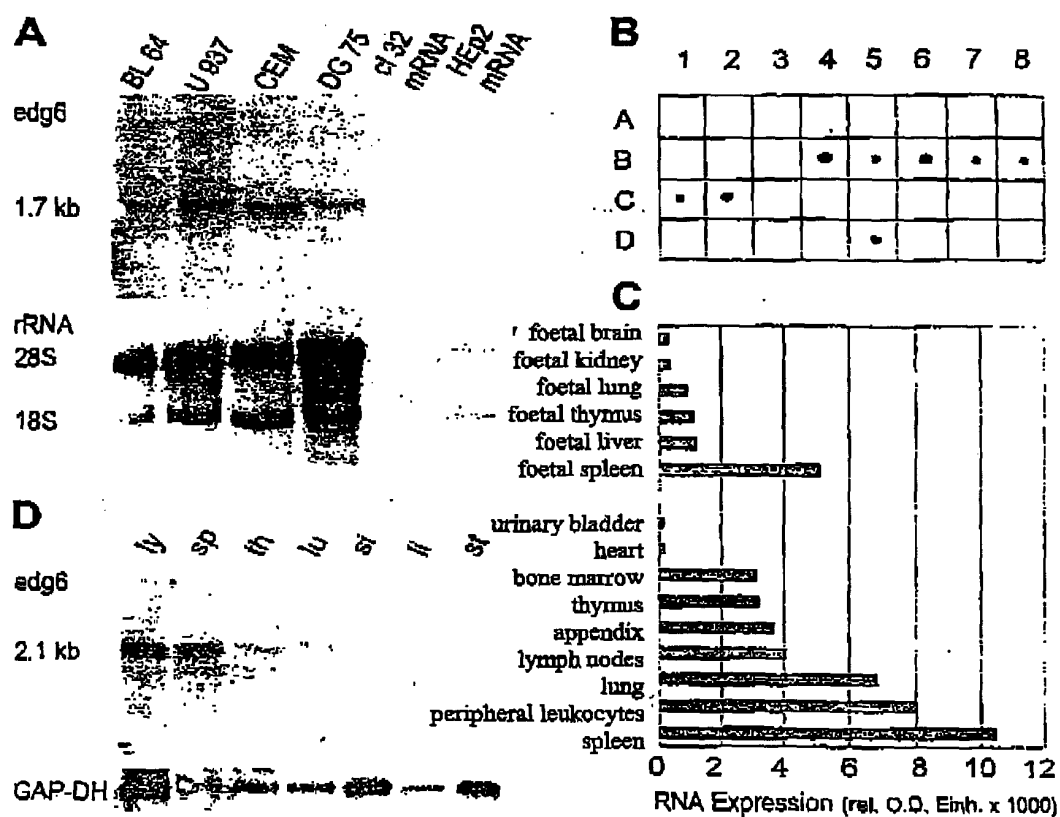 A
BL 64 U 937 CEM DG 75 cl 32 mRNA HEp2 mRNA
edg6
1.7 kb
rRNA
28S
18S
B
1 2 3 4 5 6 7 8
A
B
C
D
C
foetal brain
foetal kidney
foetal lung
foetal thymus
foetal liver
foetal spleen
urinary bladder
heart
bone marrow
thymus
appendix
lymph nodes
lung
peripheral leukocytes
spleen
0 2 4 6 8 10 12
RNA Expression (rel. O.D. Einh. x 1000)
D
ly sp th lu si li st
edg6
2.1 kb
GAP-DH